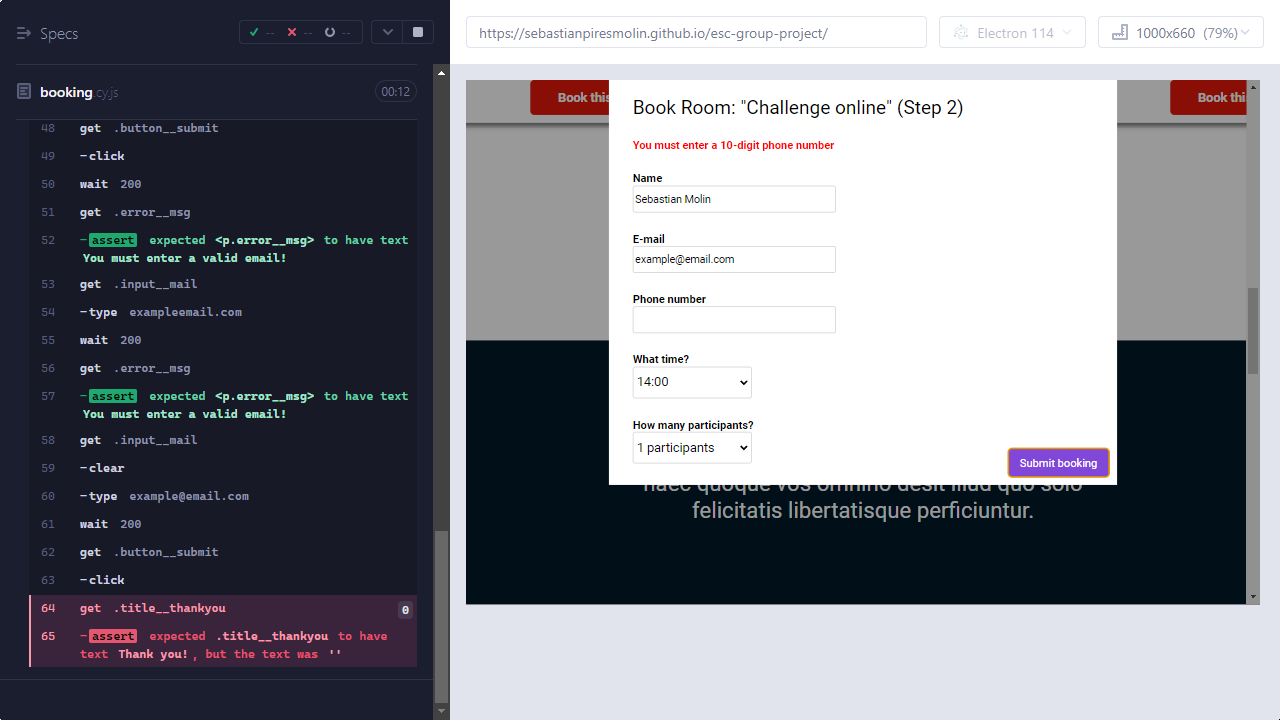 Specs
--
--
--
https://sebastianpiresmolin.github.io/esc-group-project/
Electron 114
1000x660 (79%)
booking.cy.js
00:12
48 get .button__submit
49 -click
50 wait 200
51 get .error__msg
52 -assert expected <p.error__msg> to have text
You must enter a valid email!
53 get .input__mail
54 -type exampleemail.com
55 wait 200
56 get .error__msg
57 -assert expected <p.error__msg> to have text
You must enter a valid email!
58 get .input__mail
59 -clear
60 -type example@email.com
61 wait 200
62 get .button__submit
63 -click
64 get .title__thankyou 0
65 -assert expected .title__thankyou to have
text Thank you!, but the text was ''
Book this
Book thi
Book Room: "Challenge online" (Step 2)
You must enter a 10-digit phone number
Name
Sebastian Molin
E-mail
example@email.com
Phone number
What time?
14:00
How many participants?
1 participants
Submit booking
haec quoque vos omnino desit illud quo solo
felicitatis libertatisque perficiuntur.